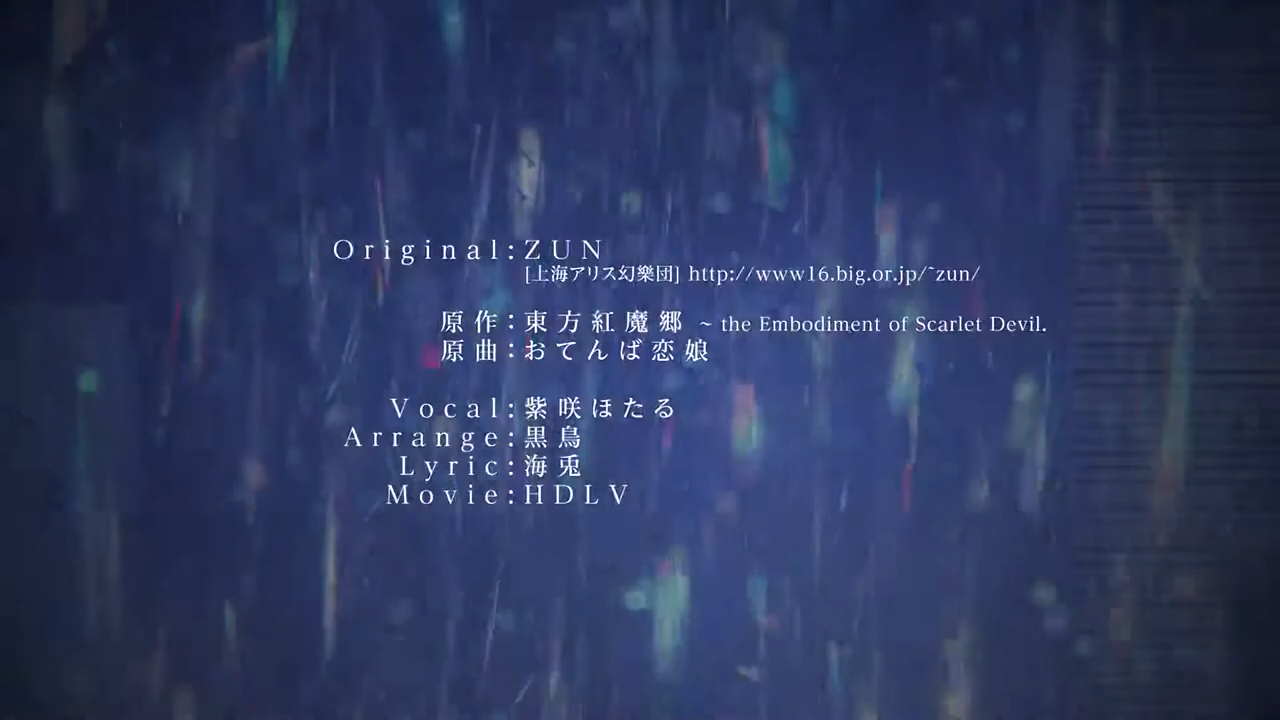 Original:ZUN
[上海アリス幻樂団] http://www16.big.or.jp/~zun/
原作:東方紅魔郷 ~ the Embodiment of Scarlet Devil.
原曲:おてんば恋娘
Vocal:紫咲ほたる
Arrange:黒鳥
Lyric:海兎
Movie:HDLV